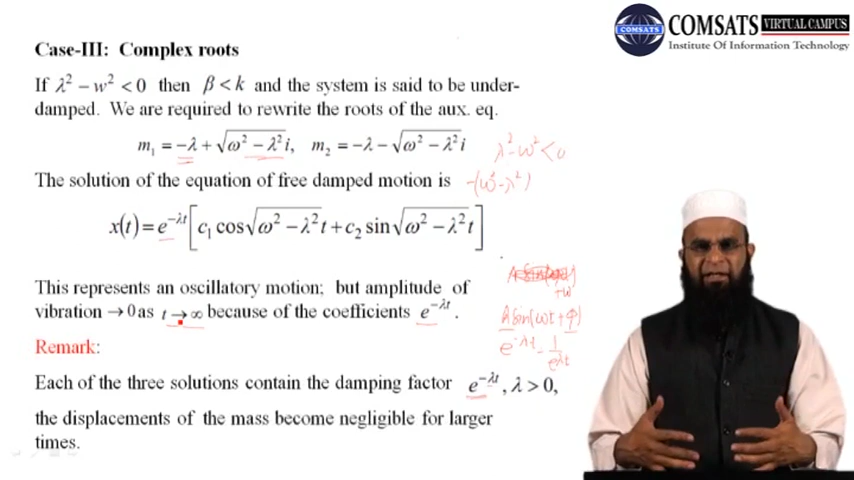 COMSATS VIRTUAL CAMPUS
Institute Of Information Technology
Case-III: Complex roots
If λ² − w² < 0 then β < k and the system is said to be under-
damped. We are required to rewrite the roots of the aux. eq.
m₁ = −λ + √(ω² − λ²)i, m₂ = −λ − √(ω² − λ²)i
λ² − ω² < 0
The solution of the equation of free damped motion is
−(ω² − λ²)
x(t) = e^{−λt}[c₁ cos √(ω² − λ²) t + c₂ sin √(ω² − λ²) t]
This represents an oscillatory motion; but amplitude of
vibration → 0 as t → ∞ because of the coefficients e^{−λt}.
A sin(ωt + φ)
e^{−λt} = 1/e^{λt}
Remark:
Each of the three solutions contain the damping factor e^{−λt}, λ > 0,
the displacements of the mass become negligible for larger
times.